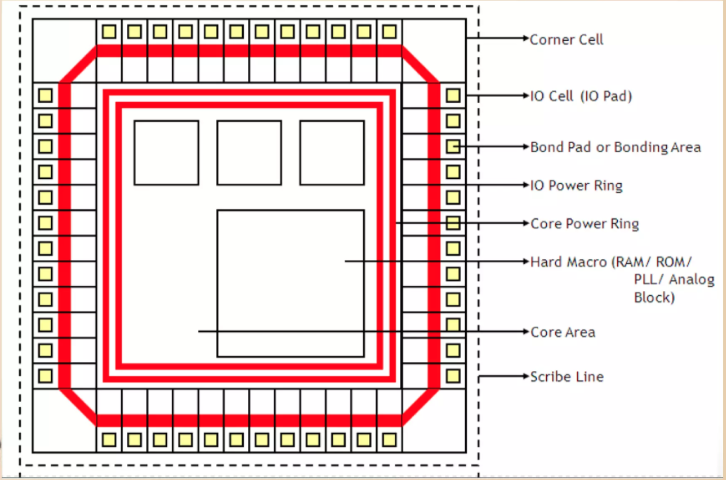 Corner Cell
IO Cell (IO Pad)
Bond Pad or Bonding Area
IO Power Ring
Core Power Ring
Hard Macro (RAM/ ROM/
PLL/ Analog
Block)
Core Area
Scribe Line